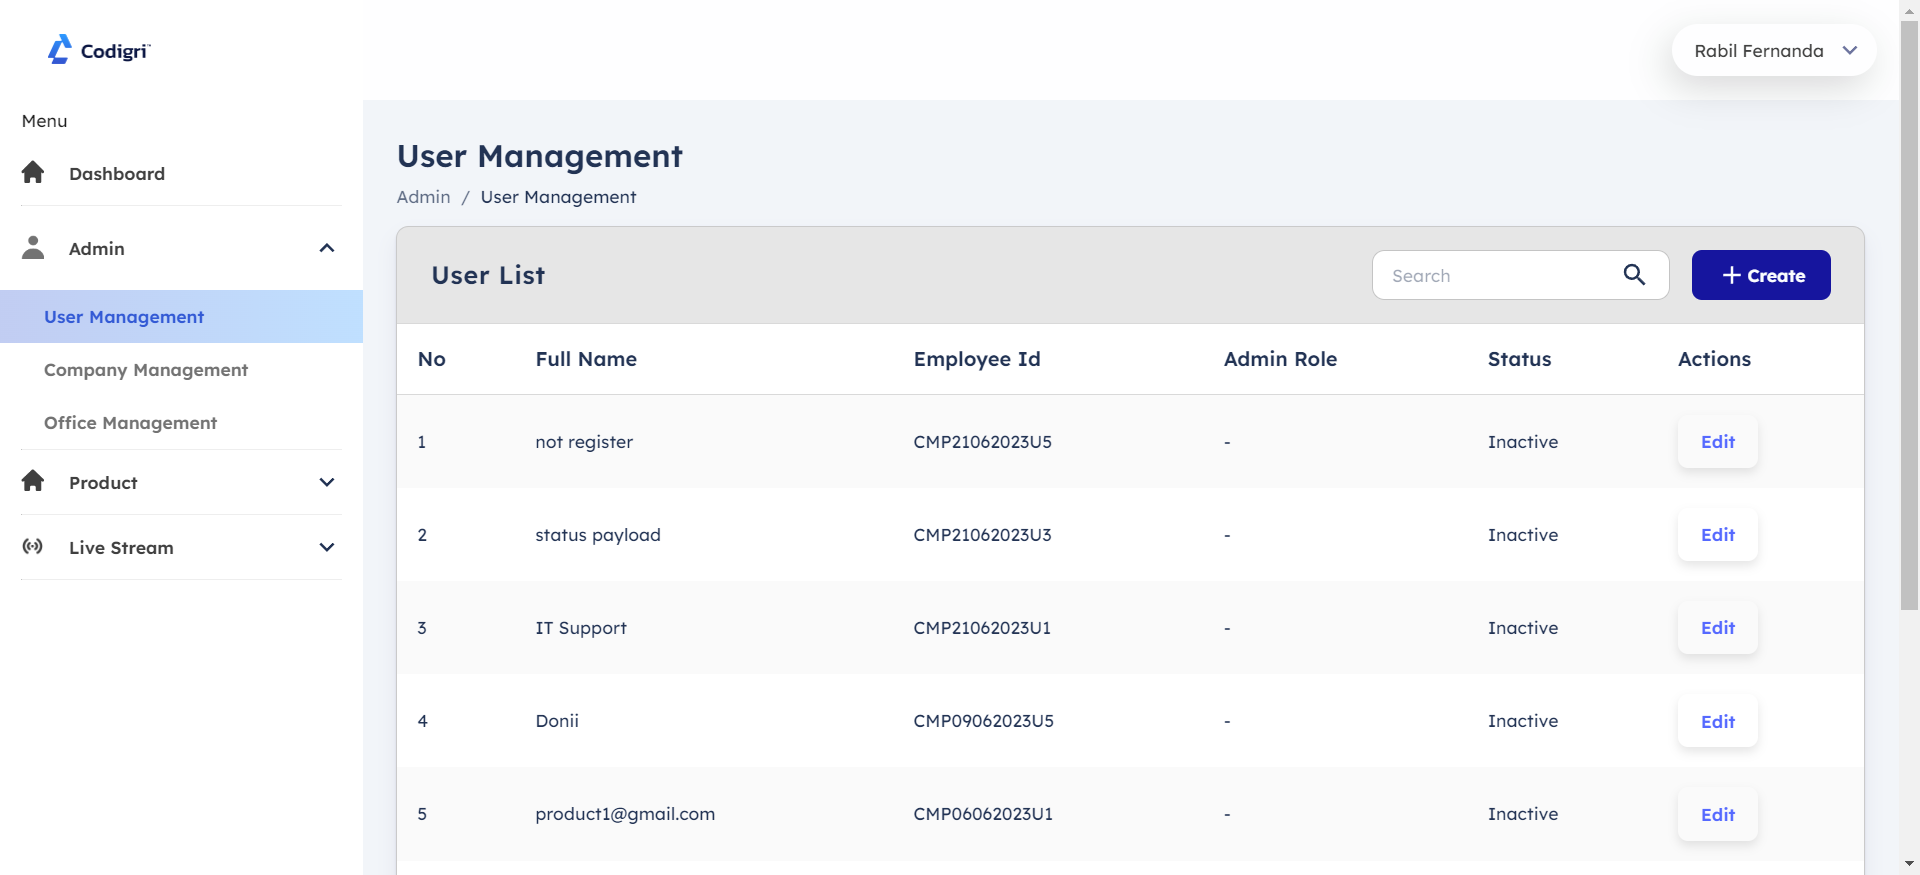 Codigri™
Rabil Fernanda
Menu
Dashboard
Admin
User Management
Company Management
Office Management
Product
Live Stream
User Management
Admin / User Management
User List
Search
+ Create
No Full Name Employee Id Admin Role Status Actions
1 not register CMP21062023U5 - Inactive Edit
2 status payload CMP21062023U3 - Inactive Edit
3 IT Support CMP21062023U1 - Inactive Edit
4 Donii CMP09062023U5 - Inactive Edit
5 product1@gmail.com CMP06062023U1 - Inactive Edit